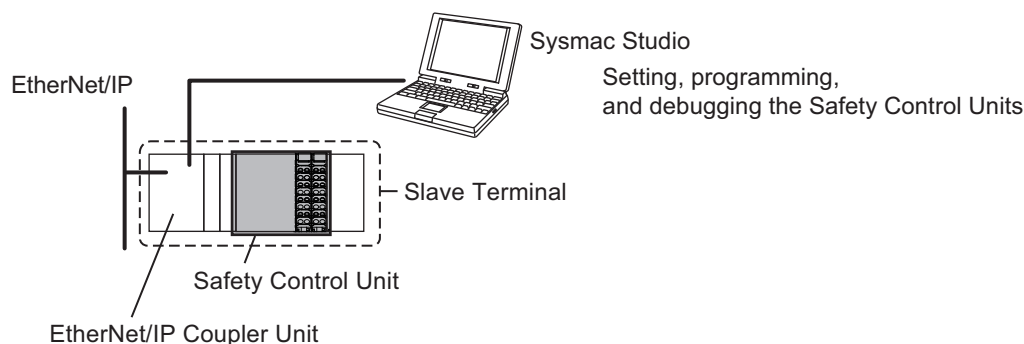 Sysmac Studio
EtherNet/IP
Setting, programming,
and debugging the Safety Control Units
Slave Terminal
Safety Control Unit
EtherNet/IP Coupler Unit